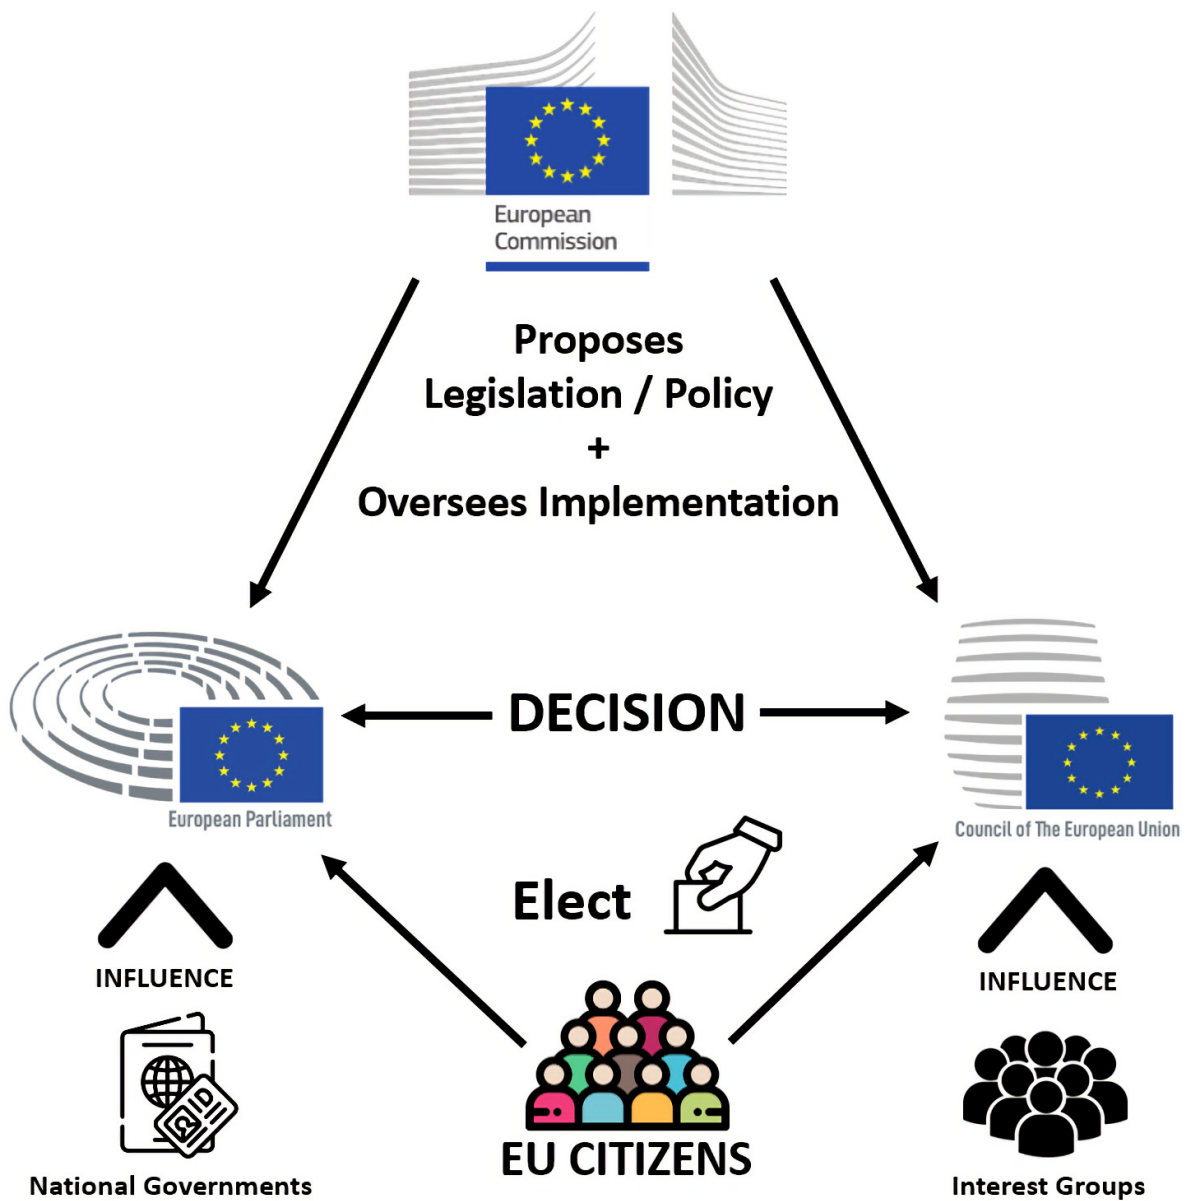 European
Commission
Proposes
Legislation / Policy
+
Oversees Implementation
DECISION
European Parliament
Council of The European Union
Elect
INFLUENCE
INFLUENCE
ID
National Governments
EU CITIZENS
Interest Groups